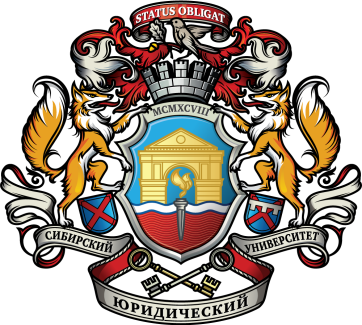 STATUS OBLIGAT
MCMXCVIII
СИБИРСКИЙ
УНИВЕРСИТЕТ
ЮРИДИЧЕСКИЙ